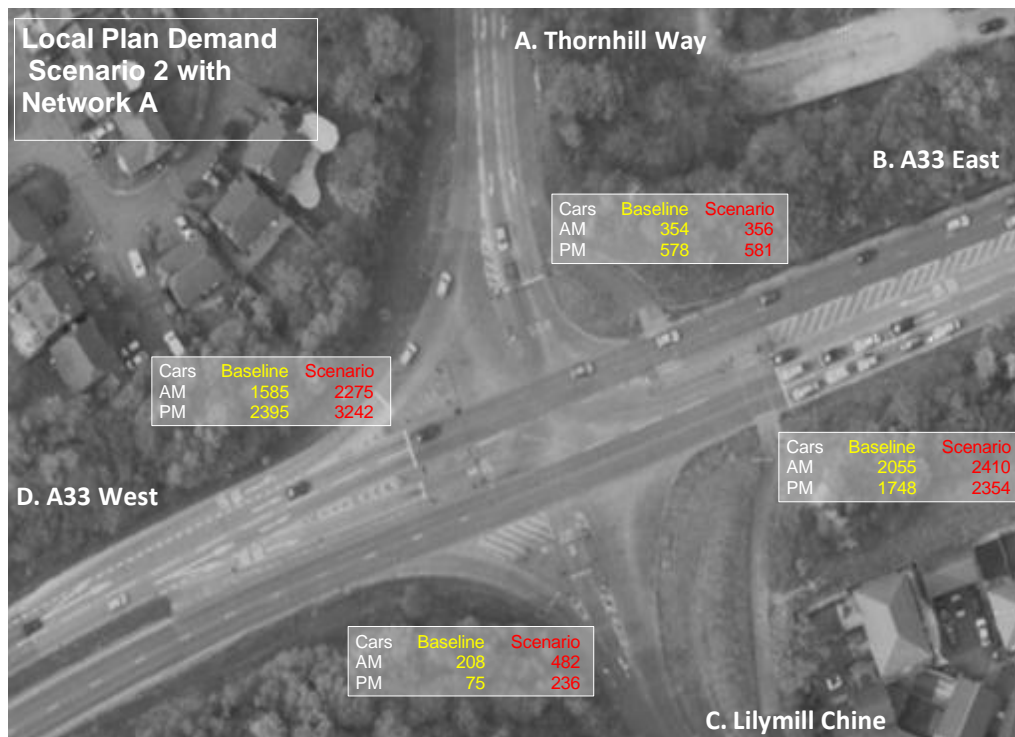 Local Plan Demand
Scenario 2 with
Network A
A. Thornhill Way
B. A33 East
Cars Baseline Scenario
AM 354 356
PM 578 581
Cars Baseline Scenario
AM 1585 2275
PM 2395 3242
Cars Baseline Scenario
AM 2055 2410
PM 1748 2354
D. A33 West
Cars Baseline Scenario
AM 208 482
PM 75 236
C. Lilymill Chine